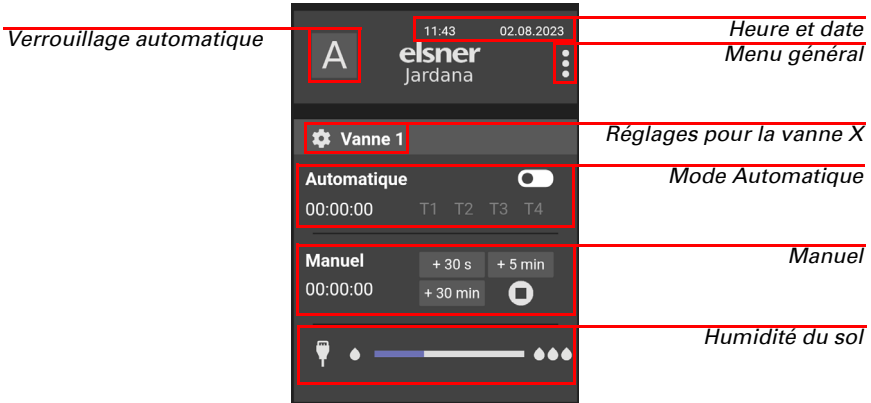 11:43 02.08.2023
Heure et date
Verrouillage automatique
A
elsner
Jardana
Menu général
Vanne 1
Réglages pour la vanne X
Automatique
Mode Automatique
00:00:00 T1 T2 T3 T4
Manuel + 30 s + 5 min
Manuel
00:00:00 + 30 min
Humidité du sol